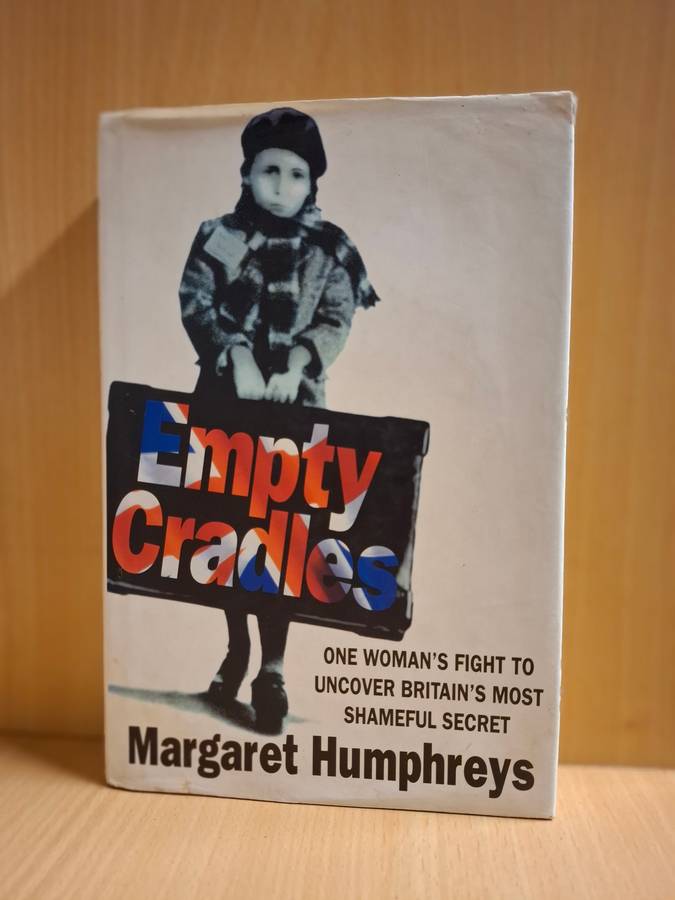 Empty
Cradles
ONE WOMAN'S FIGHT TO
UNCOVER BRITAIN'S MOST
SHAMEFUL SECRET
Margaret Humphreys